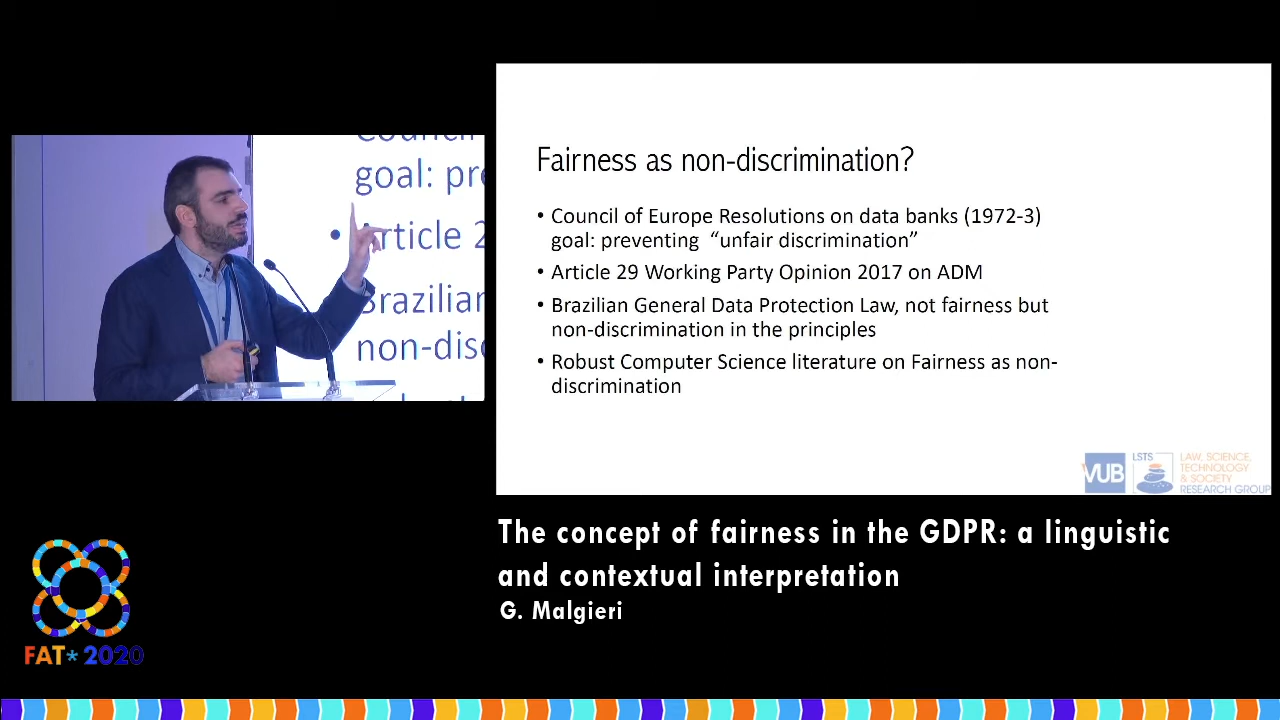 Council
goal: pre
• Article 2
Brazilian
non-disc
Fairness as non-discrimination?
• Council of Europe Resolutions on data banks (1972-3)
goal: preventing “unfair discrimination”
• Article 29 Working Party Opinion 2017 on ADM
• Brazilian General Data Protection Law, not fairness but
non-discrimination in the principles
• Robust Computer Science literature on Fairness as non-
discrimination
VUB
LSTS
LAW, SCIENCE,
TECHNOLOGY
& SOCIETY
RESEARCH GROUP
The concept of fairness in the GDPR: a linguistic
and contextual interpretation
G. Malgieri
FAT* 2020